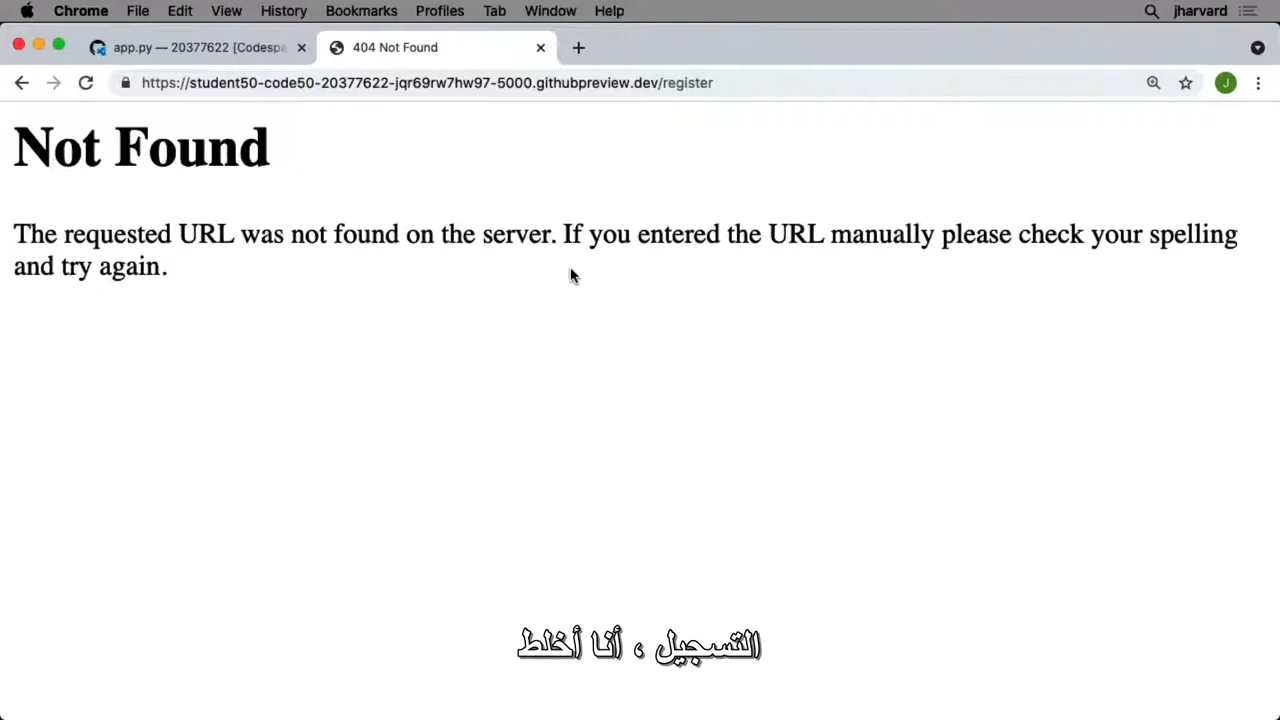 Chrome File Edit View History Bookmarks Profiles Tab Window Help jharvard
app.py — 20377622 [Codespa 404 Not Found
https://student50-code50-20377622-jqr69rw7hw97-5000.githubpreview.dev/register J
Not Found
The requested URL was not found on the server. If you entered the URL manually please check your spelling
and try again.
التسجيل ، أنا أخلط